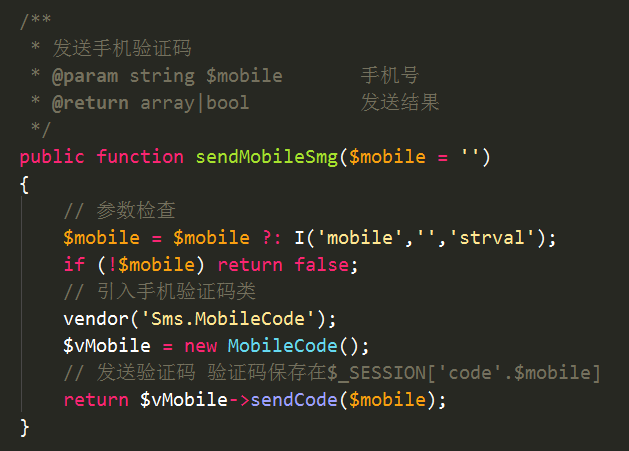 /**
 * 发送手机验证码
 * @param string $mobile      手机号
 * @return array|bool         发送结果
 */
public function sendMobileSmg($mobile = '')
{
    // 参数检查
    $mobile = $mobile ?: I('mobile','','strval');
    if (!$mobile) return false;
    // 引入手机验证码类
    vendor('Sms.MobileCode');
    $vMobile = new MobileCode();
    // 发送验证码 验证码保存在$_SESSION['code'.$mobile]
    return $vMobile->sendCode($mobile);
}